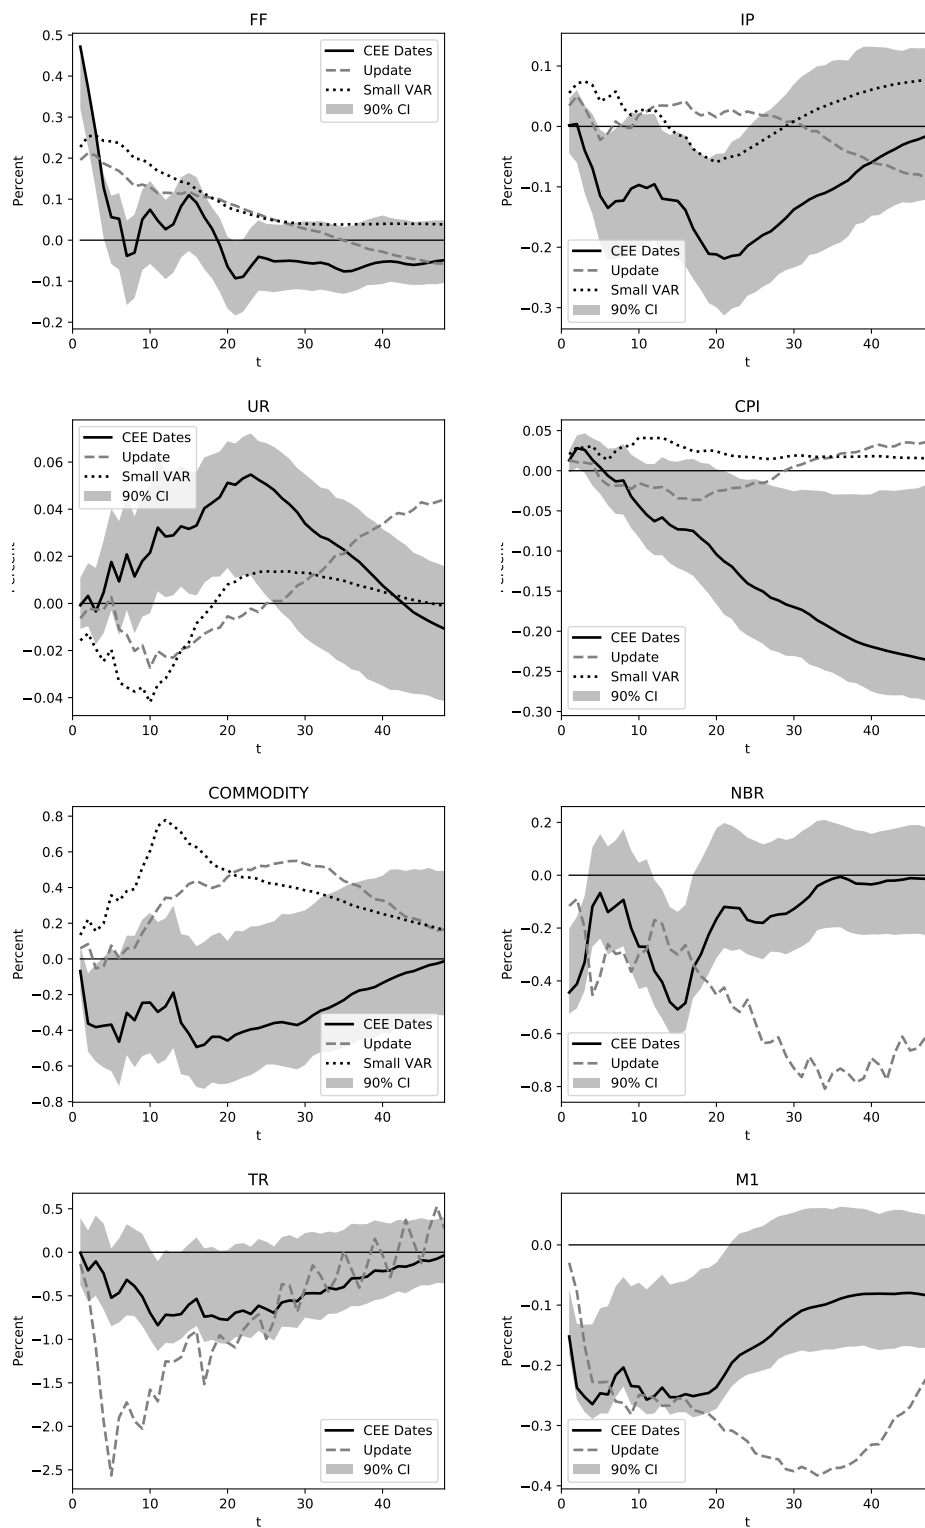 FF
Percent
0.5
0.4
0.3
0.2
0.1
0.0
−0.1
−0.2
CEE Dates
Update
Small VAR
90% CI
0 10 20 30 40
t
IP
Percent
0.1
0.0
−0.1
−0.2
−0.3
CEE Dates
Update
Small VAR
90% CI
0 10 20 30 40
t
UR
0.06
0.04
0.02
0.00
−0.02
−0.04
CEE Dates
Update
Small VAR
90% CI
0 10 20 30 40
t
CPI
0.05
0.00
−0.05
−0.10
−0.15
−0.20
−0.25
−0.30
CEE Dates
Update
Small VAR
90% CI
0 10 20 30 40
t
COMMODITY
Percent
0.8
0.6
0.4
0.2
0.0
−0.2
−0.4
−0.6
−0.8
CEE Dates
Update
Small VAR
90% CI
0 10 20 30 40
t
NBR
Percent
0.2
0.0
−0.2
−0.4
−0.6
−0.8
CEE Dates
Update
90% CI
0 10 20 30 40
t
TR
Percent
0.5
0.0
−0.5
−1.0
−1.5
−2.0
−2.5
CEE Dates
Update
90% CI
0 10 20 30 40
t
M1
Percent
0.0
−0.1
−0.2
−0.3
−0.4
CEE Dates
Update
90% CI
0 10 20 30 40
t